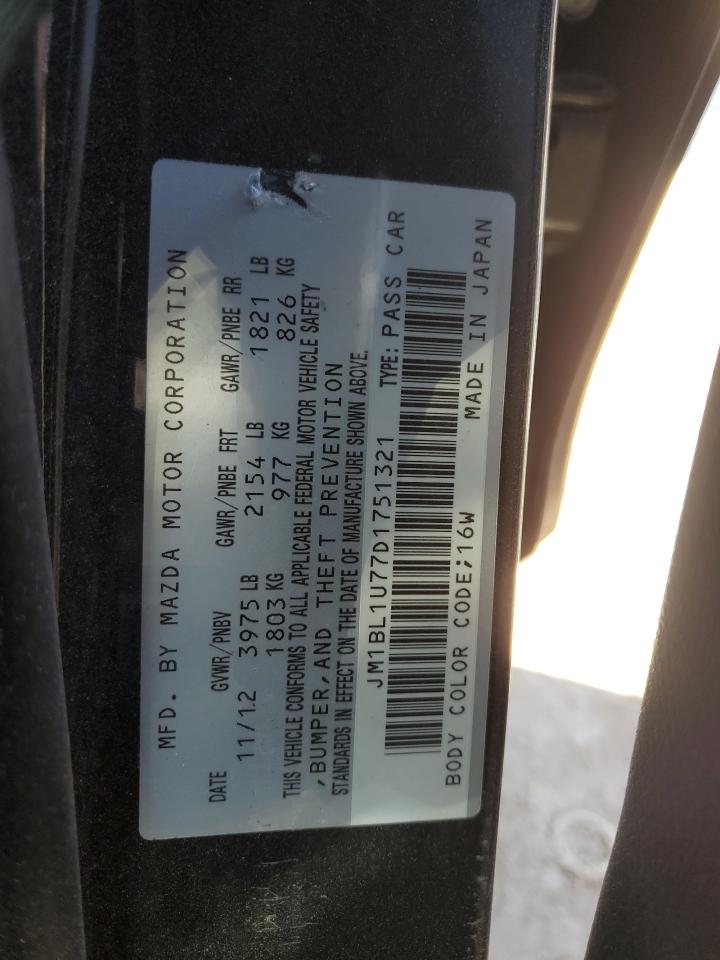 MFD. BY MAZDA MOTOR CORPORATION
DATE GVWR/PNBV GAWR/PNBE FRT GAWR/PNBE RR
11/12 3975 LB 2154 LB 1821 LB
1803 KG 977 KG 826 KG
THIS VEHICLE CONFORMS TO ALL APPLICABLE FEDERAL MOTOR VEHICLE SAFETY
,BUMPER,AND THEFT PREVENTION
STANDARDS IN EFFECT ON THE DATE OF MANUFACTURE SHOWN ABOVE.
JM1BL1U77D1751321 TYPE: PASS CAR
BODY COLOR CODE;16W MADE IN JAPAN